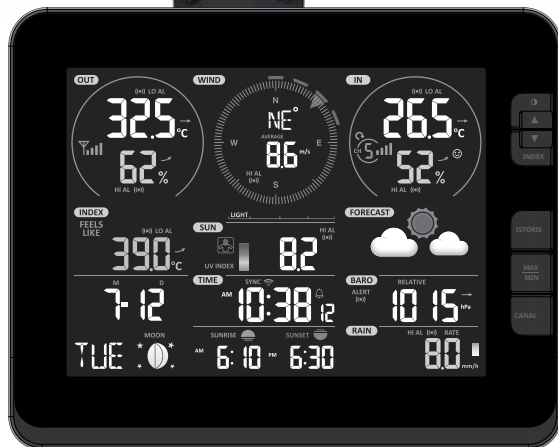 OUT
((•)) LO AL
32.5 °C
62 %
HI AL ((•))
WIND
N
NE°
W E
AVERAGE
8.6 m/s
HI AL
((•))
S
IN
((•)) LO AL
26.5 °C
CH 5
52 %
HI AL ((•))
INDEX
INDEX
FEELS
LIKE
((•)) LO AL
39.0 °C
LIGHT
SUN
HI AL
((•))
UV INDEX
8.2
FORECAST
ISTORIE
M D
7-12
TIME
SYNC
AM 10:38 12
BARO
RELATIVE
ALERT
((•))
1015 hPa
MAX
MIN
CANAL
TUE
MOON
SUNRISE SUNSET
AM 6:10 PM 6:30
RAIN
HI AL ((•)) RATE
8.0 mm/h